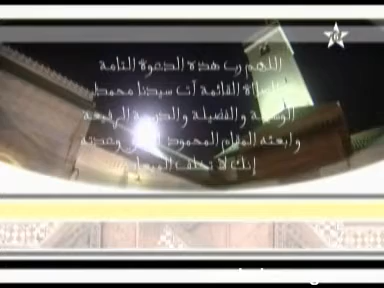 اللهم رب هذه الدعوة التامة
والصلاة القائمة آت سيدنا محمدا
الوسيلة والفضيلة والدرجة الرفيعة
وابعثه المقام المحمود الذي وعدته
إنك لا تخلف الميعاد